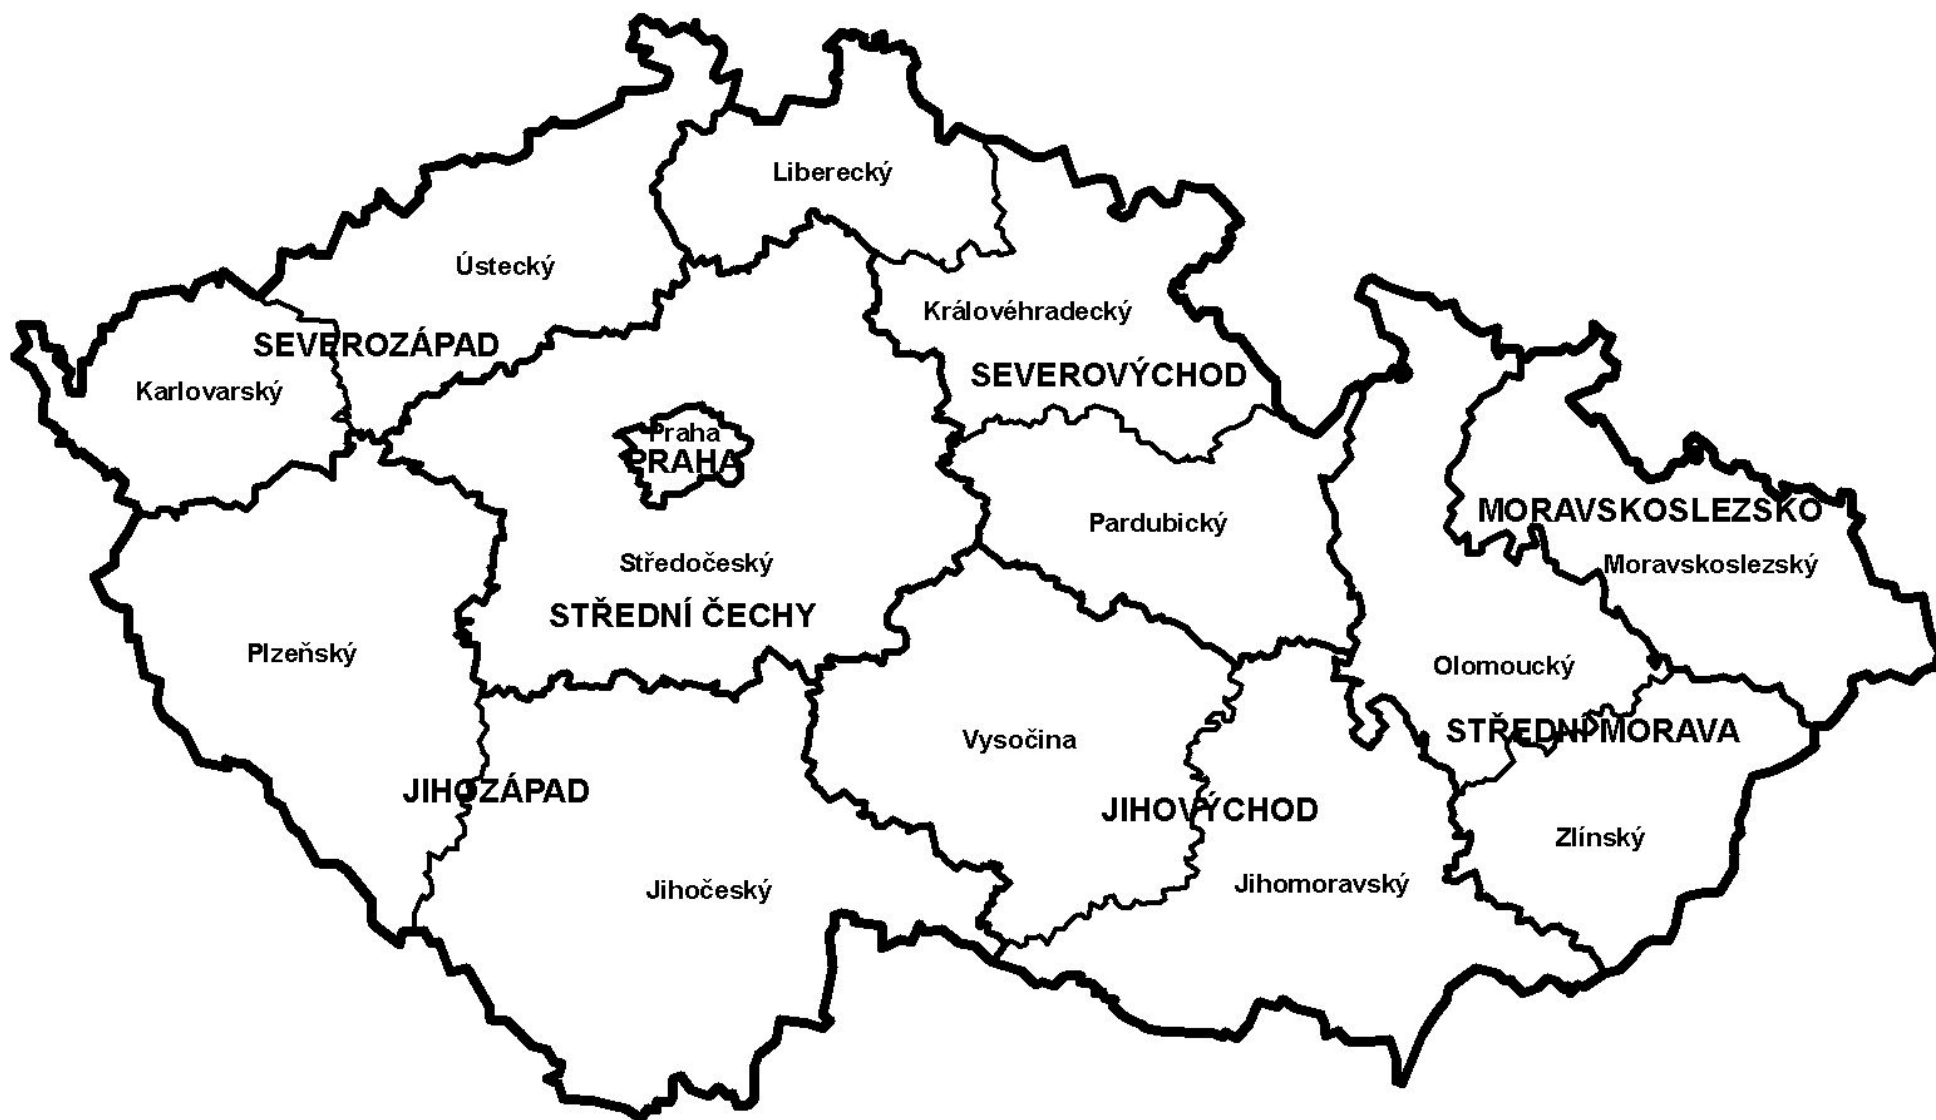 Liberecký
Ústecký
Královéhradecký
SEVEROZÁPAD
SEVEROVÝCHOD
Karlovarský
Praha
PRAHA
MORAVSKOSLEZSKO
Pardubický
Středočeský
Moravskoslezský
STŘEDNÍ ČECHY
Plzeňský
Olomoucký
STŘEDNÍ MORAVA
Vysočina
JIHOZÁPAD
JIHOVÝCHOD
Zlínský
Jihočeský
Jihomoravský